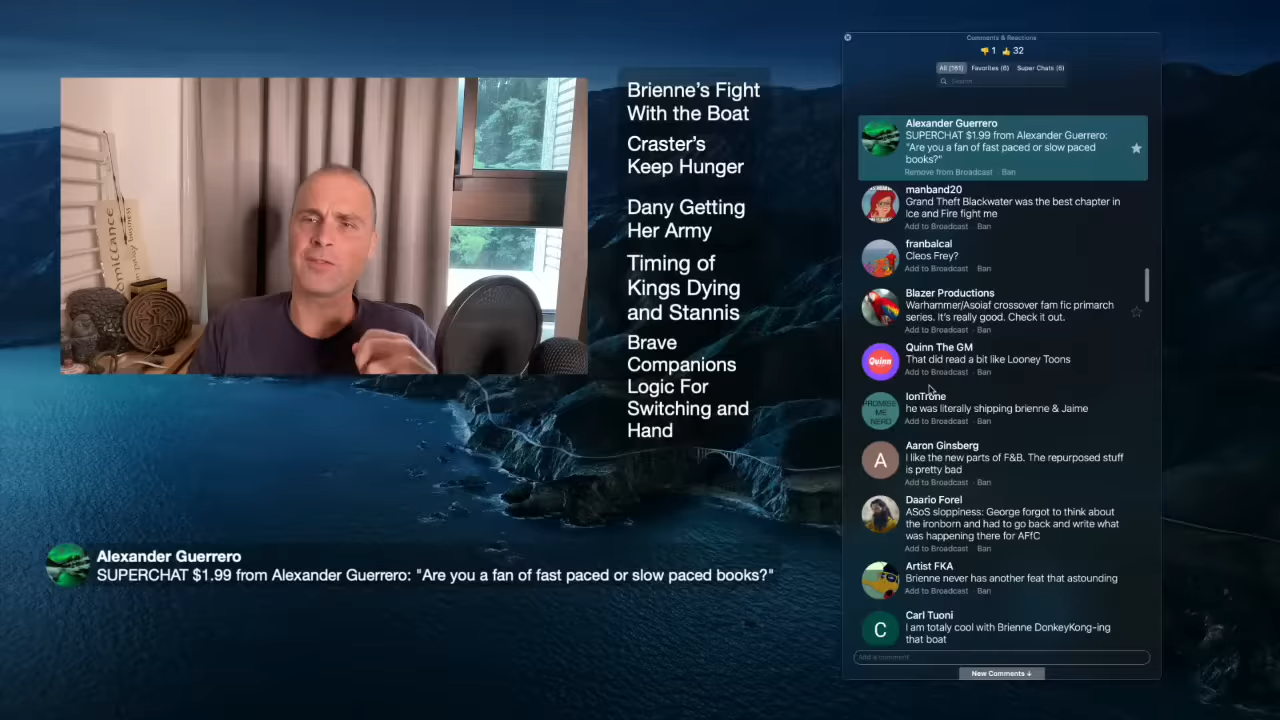 Brienne's Fight
With the Boat
Craster's
Keep Hunger
Dany Getting
Her Army
Timing of
Kings Dying
and Stannis
Brave
Companions
Logic For
Switching and
Hand
Alexander Guerrero
SUPERCHAT $1.99 from Alexander Guerrero: "Are you a fan of fast paced or slow paced books?"
Comments & Reactions
1 32
All (161) Favorites (6) Super Chats (6)
Search
Alexander Guerrero
SUPERCHAT $1.99 from Alexander Guerrero:
"Are you a fan of fast paced or slow paced
books?"
Remove from Broadcast · Ban
manband20
Grand Theft Blackwater was the best chapter in
Ice and Fire fight me
Add to Broadcast · Ban
franbalcal
Cleos Frey?
Add to Broadcast · Ban
Blazer Productions
Warhammer/Asoiaf crossover fam fic primarch
series. It's really good. Check it out.
Add to Broadcast · Ban
Quinn
Quinn The GM
That did read a bit like Looney Toons
Add to Broadcast · Ban
PROMISE
ME
NERD
IonTrone
he was literally shipping brienne & Jaime
Add to Broadcast · Ban
A
Aaron Ginsberg
I like the new parts of F&B. The repurposed stuff
is pretty bad
Add to Broadcast · Ban
Daario Forel
ASoS sloppiness: George forgot to think about
the ironborn and had to go back and write what
was happening there for AFfC
Add to Broadcast · Ban
Artist FKA
Brienne never has another feat that astounding
Add to Broadcast · Ban
C
Carl Tuoni
I am totaly cool with Brienne DonkeyKong-ing
that boat
Add a comment
New Comments ↓